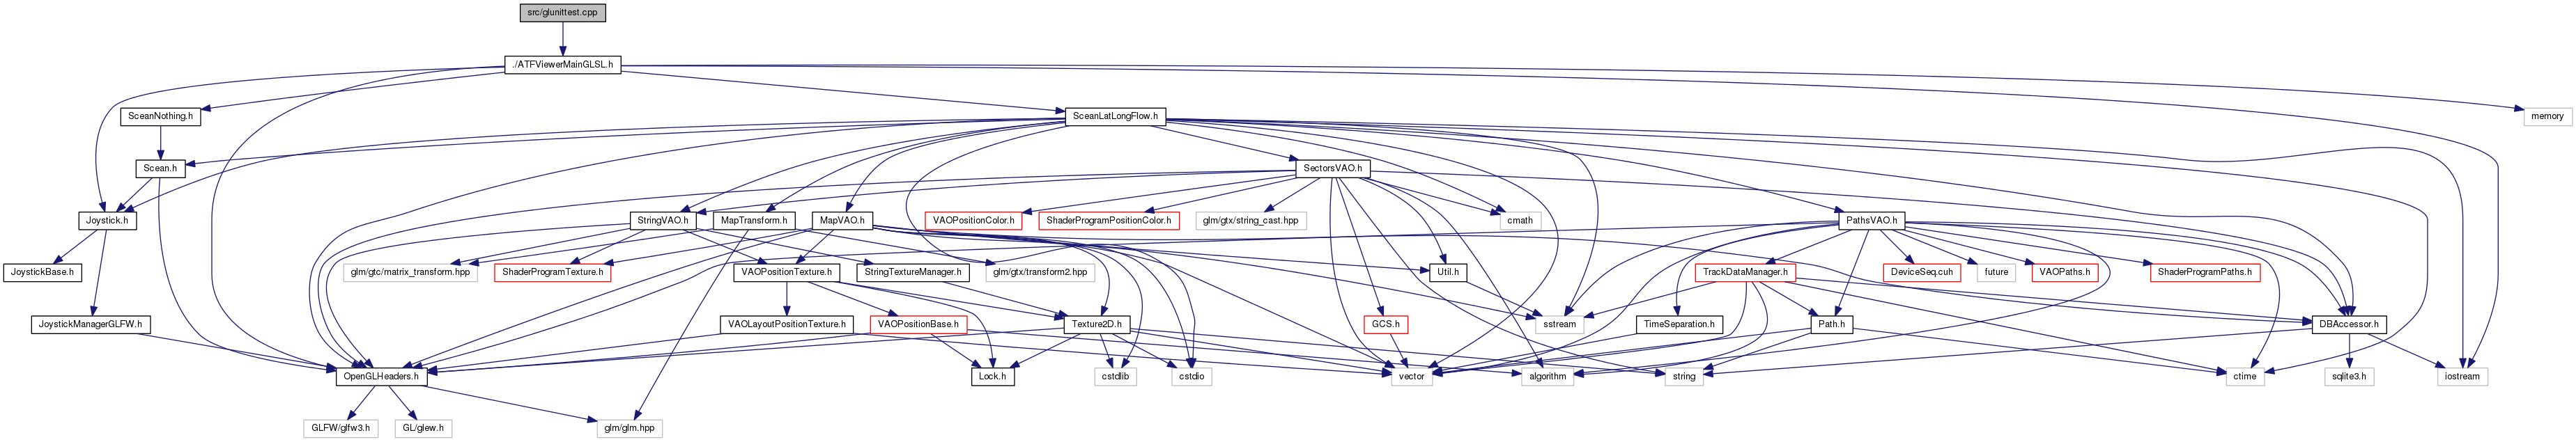 src/glunittest.cpp
./ATFViewerMainGLSL.h
SceanNothing.h
SceanLatLongFlow.h
memory
Scean.h
SectorsVAO.h
Joystick.h
StringVAO.h
MapTransform.h
MapVAO.h
VAOPositionColor.h
ShaderProgramPositionColor.h
glm/gtx/string_cast.hpp
cmath
PathsVAO.h
JoystickBase.h
glm/gtc/matrix_transform.hpp
ShaderProgramTexture.h
VAOPositionTexture.h
StringTextureManager.h
glm/gtx/transform2.hpp
Util.h
TrackDataManager.h
DeviceSeq.cuh
future
VAOPaths.h
ShaderProgramPaths.h
JoystickManagerGLFW.h
VAOLayoutPositionTexture.h
VAOPositionBase.h
Texture2D.h
GCS.h
sstream
TimeSeparation.h
Path.h
DBAccessor.h
OpenGLHeaders.h
Lock.h
cstdlib
cstdio
vector
algorithm
string
ctime
sqlite3.h
iostream
GLFW/glfw3.h
GL/glew.h
glm/glm.hpp